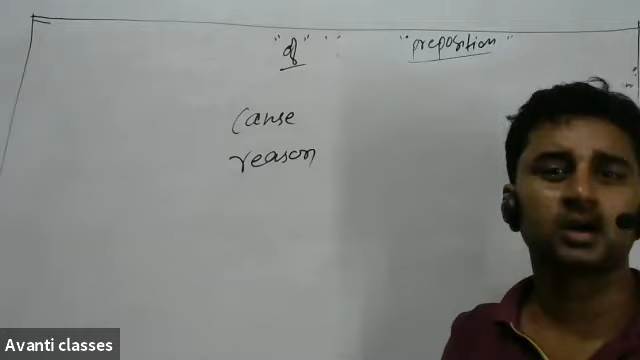 "of" "preposition"
cause
reason
Avanti classes